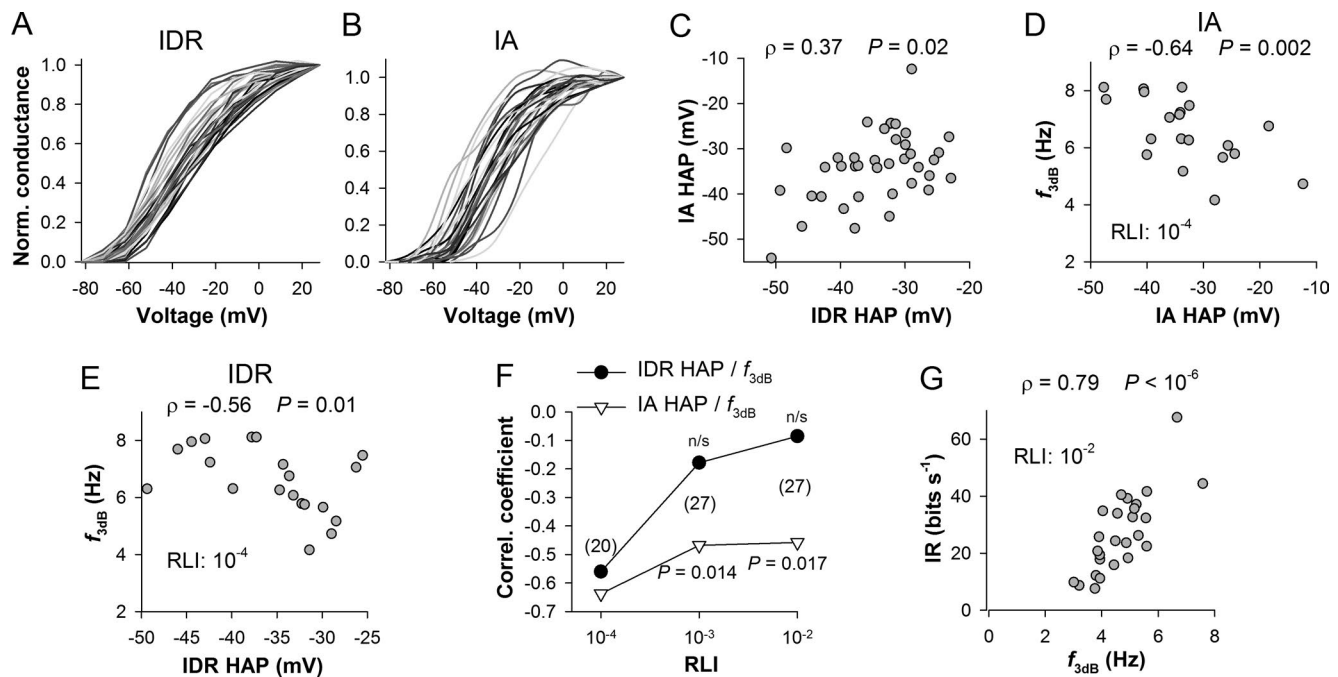 A
IDR
Norm. conductance
1.0
0.8
0.6
0.4
0.2
0.0
-80 -60 -40 -20 0 20
Voltage (mV)
B
IA
1.0
0.8
0.6
0.4
0.2
0.0
-80 -60 -40 -20 0 20
Voltage (mV)
C
ρ = 0.37 P = 0.02
IA HAP (mV)
-10
-20
-30
-40
-50
-50 -40 -30 -20
IDR HAP (mV)
D
IA
ρ = -0.64 P = 0.002
f3dB (Hz)
8
6
4
2
RLI: 10-4
-50 -40 -30 -20 -10
IA HAP (mV)
E
IDR
ρ = -0.56 P = 0.01
f3dB (Hz)
8
6
4
2
RLI: 10-4
-50 -45 -40 -35 -30 -25
IDR HAP (mV)
F
IDR HAP / f3dB
IA HAP / f3dB
Correl. coefficient
0.0
-0.1
-0.2
-0.3
-0.4
-0.5
-0.6
-0.7
n/s
n/s
(20)
(27)
(27)
P = 0.014
P = 0.017
10-4 10-3 10-2
RLI
G
ρ = 0.79 P < 10-6
IR (bits s-1)
60
40
20
0
RLI: 10-2
0 2 4 6 8
f3dB (Hz)